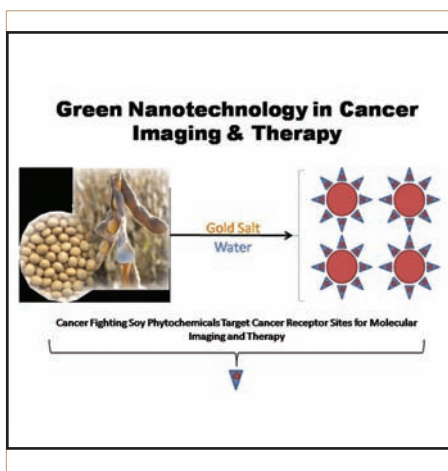 Green Nanotechnology in Cancer
Imaging & Therapy
Gold Salt
Water
Cancer Fighting Soy Phytochemicals Target Cancer Receptor Sites for Molecular
Imaging and Therapy